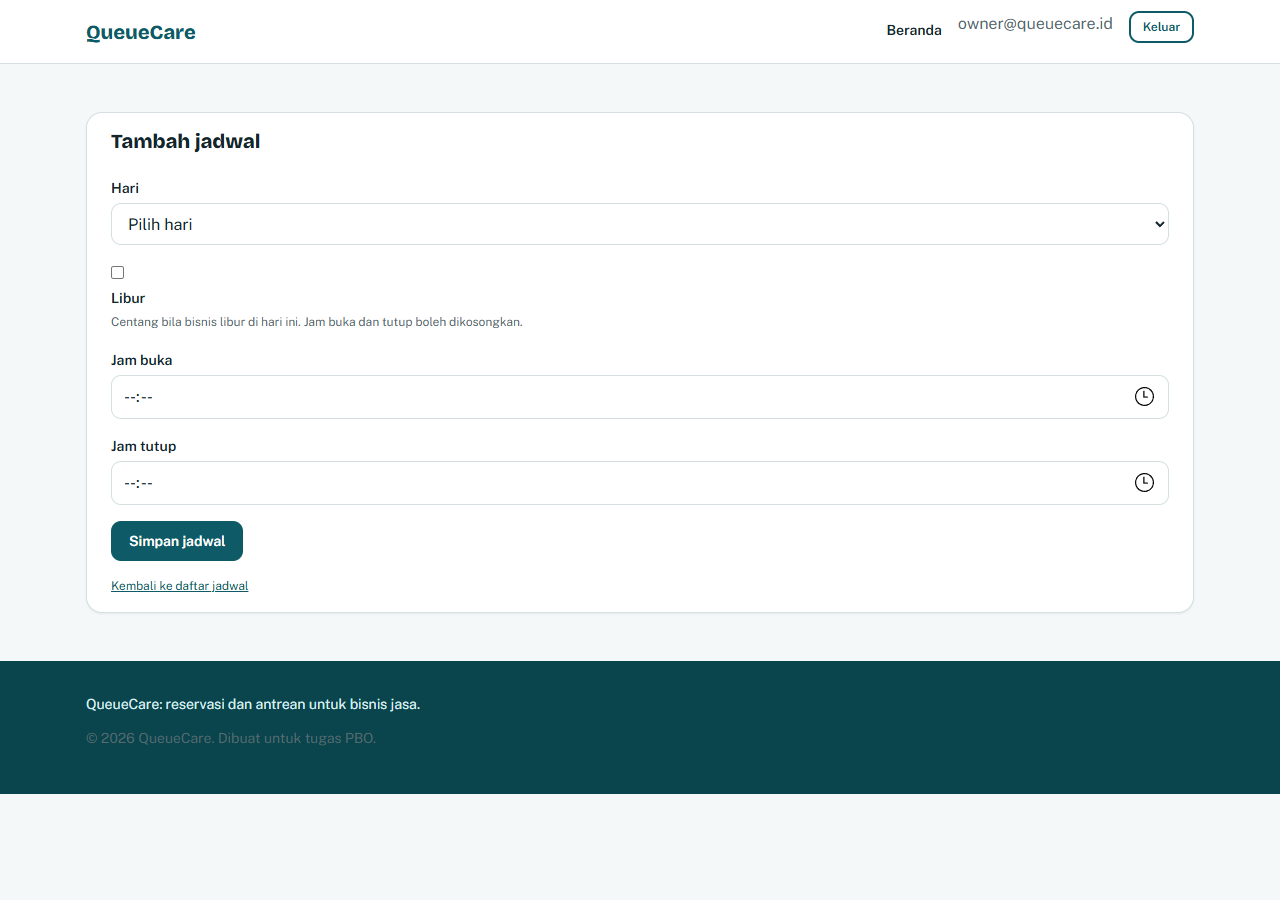 QueueCare
Beranda
owner@queuecare.id
Keluar
Tambah jadwal
Hari
Pilih hari
Libur
Centang bila bisnis libur di hari ini. Jam buka dan tutup boleh dikosongkan.
Jam buka
--:--
Jam tutup
--:--
Simpan jadwal
Kembali ke daftar jadwal
QueueCare: reservasi dan antrean untuk bisnis jasa.
© 2026 QueueCare. Dibuat untuk tugas PBO.